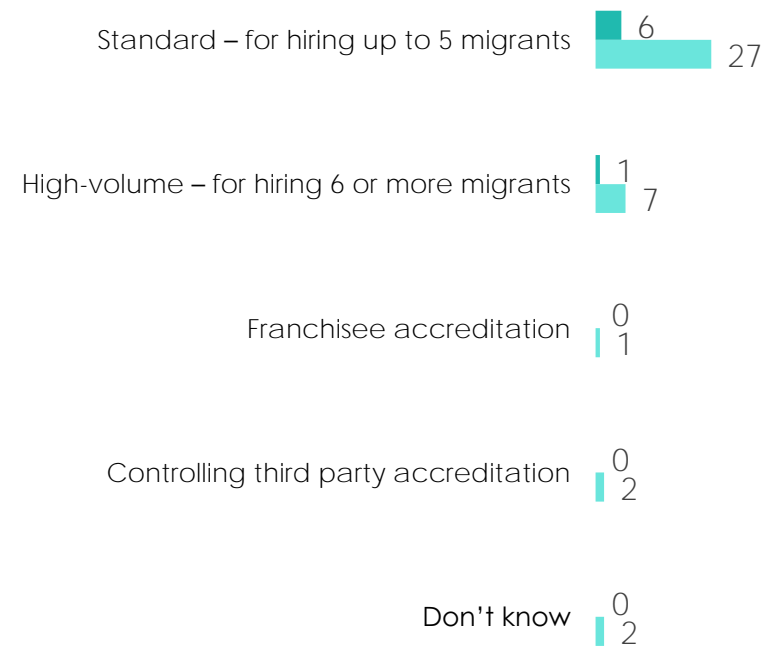 Standard – for hiring up to 5 migrants
6
27
High-volume – for hiring 6 or more migrants
1
7
Franchisee accreditation
0
1
Controlling third party accreditation
0
2
Don't know
0
2